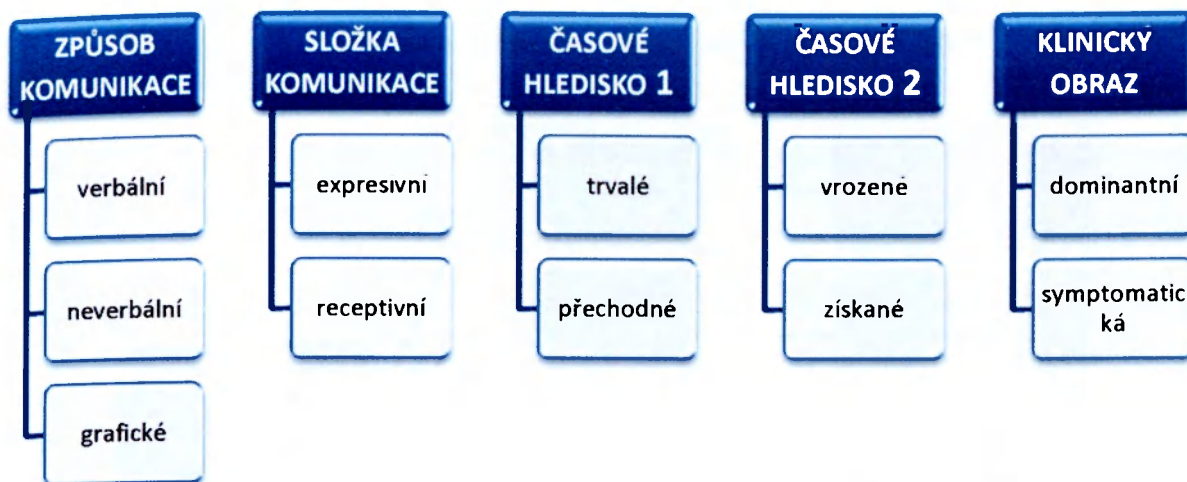 ZPŮSOB
KOMUNIKACE
verbální
neverbální
grafické
SLOŽKA
KOMUNIKACE
expresivní
receptivní
ČASOVÉ
HLEDISKO 1
trvalé
přechodné
ČASOVÉ
HLEDISKO 2
vrozené
získané
KLINICKÝ
OBRAZ
dominantní
symptomatic
ká